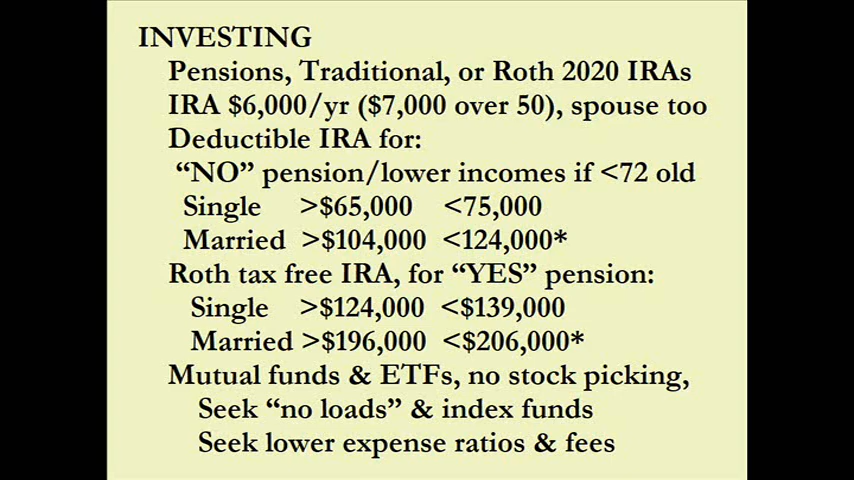 INVESTING
Pensions, Traditional, or Roth 2020 IRAs
IRA $6,000/yr ($7,000 over 50), spouse too
Deductible IRA for:
“NO” pension/lower incomes if <72 old
Single >$65,000 <75,000
Married >$104,000 <124,000*
Roth tax free IRA, for “YES” pension:
Single >$124,000 <$139,000
Married >$196,000 <$206,000*
Mutual funds & ETFs, no stock picking,
Seek “no loads” & index funds
Seek lower expense ratios & fees